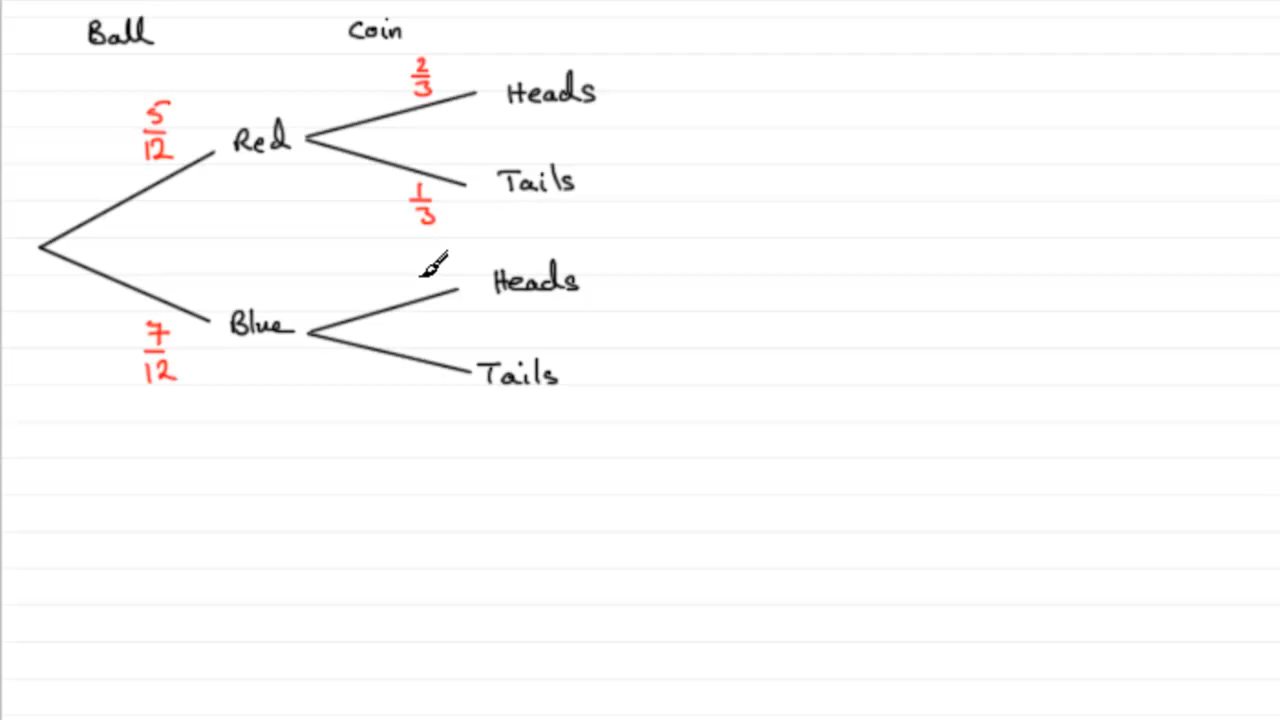 Ball Coin
2/3
Heads
5/12
Red
Tails
1/3
Heads
Blue
7/12
Tails